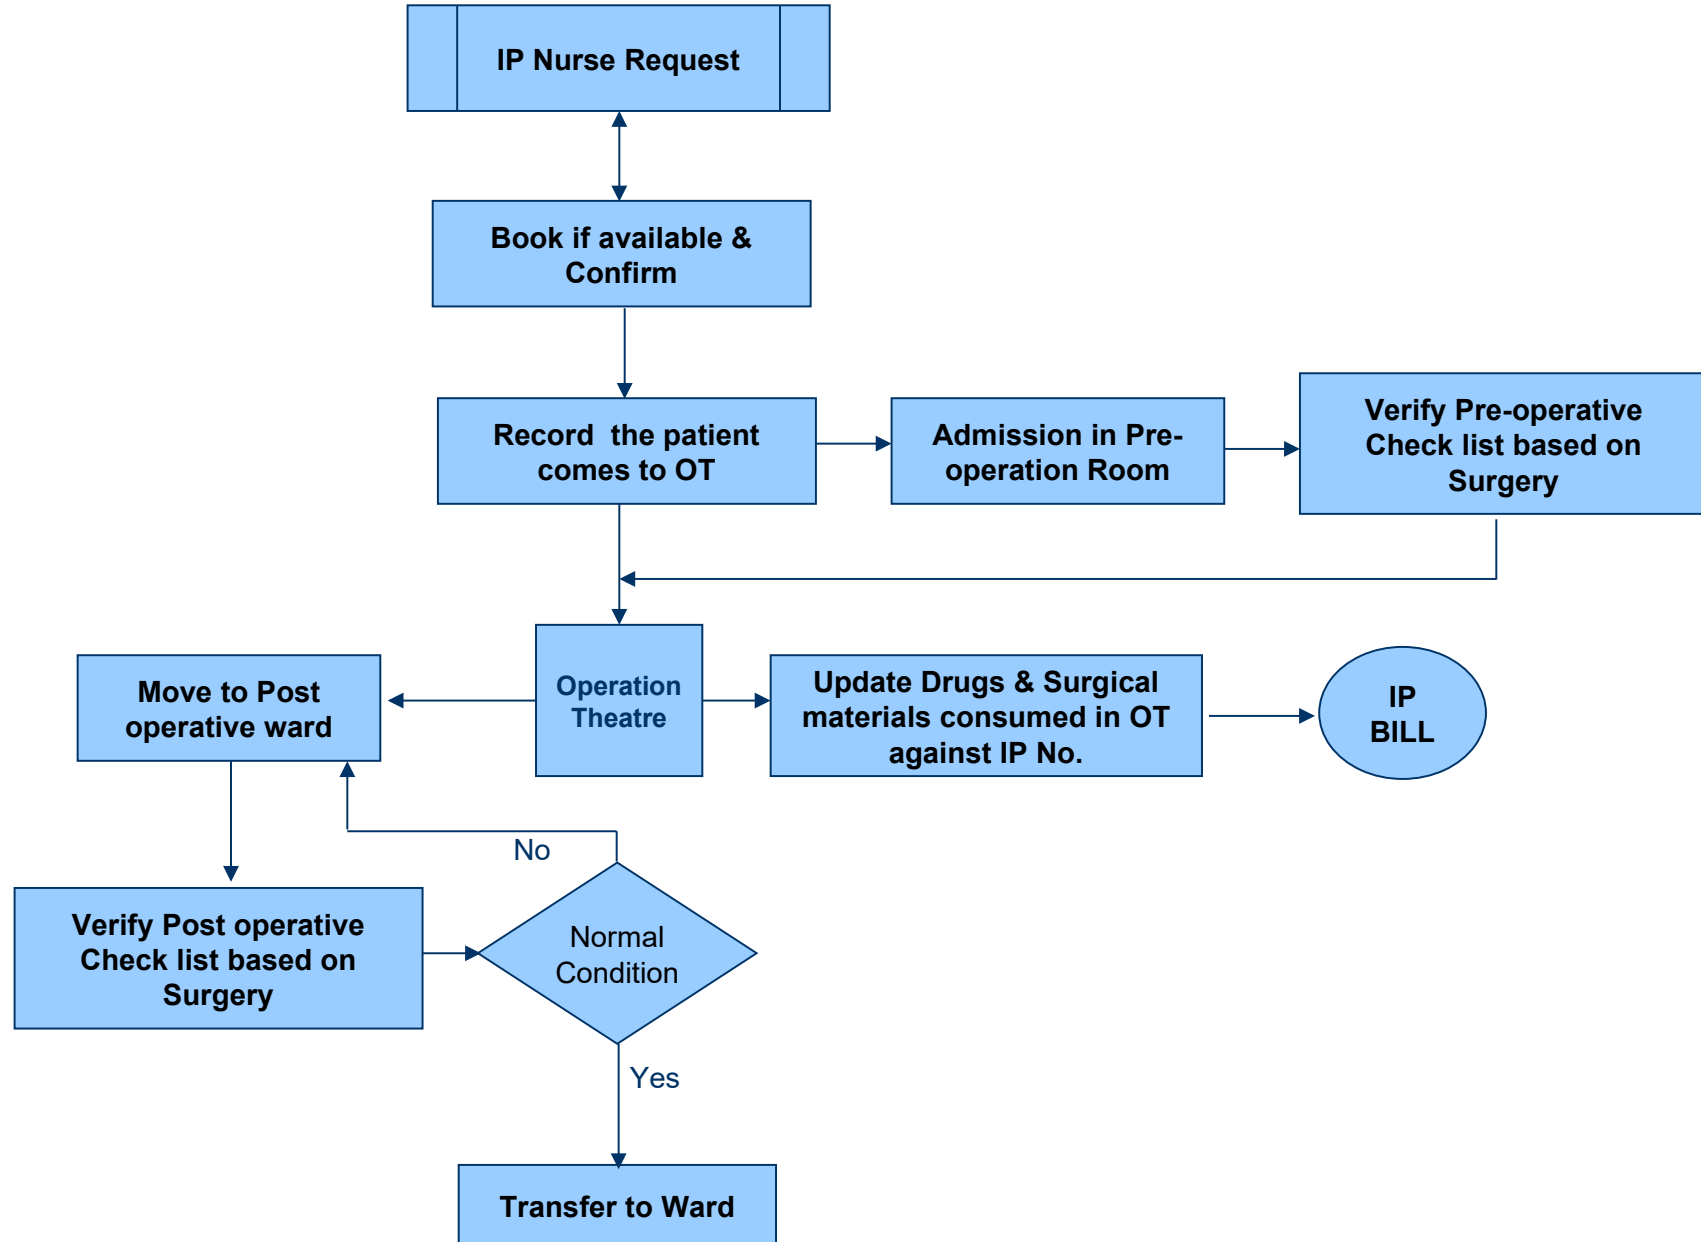 IP Nurse Request
Book if available &
Confirm
Record  the patient
comes to OT
Admission in Pre-
operation Room
Verify Pre-operative
Check list based on
Surgery
Move to Post
operative ward
Operation
Theatre
Update Drugs & Surgical
materials consumed in OT
against IP No.
IP
BILL
No
Verify Post operative
Check list based on
Surgery
Normal
Condition
Yes
Transfer to Ward